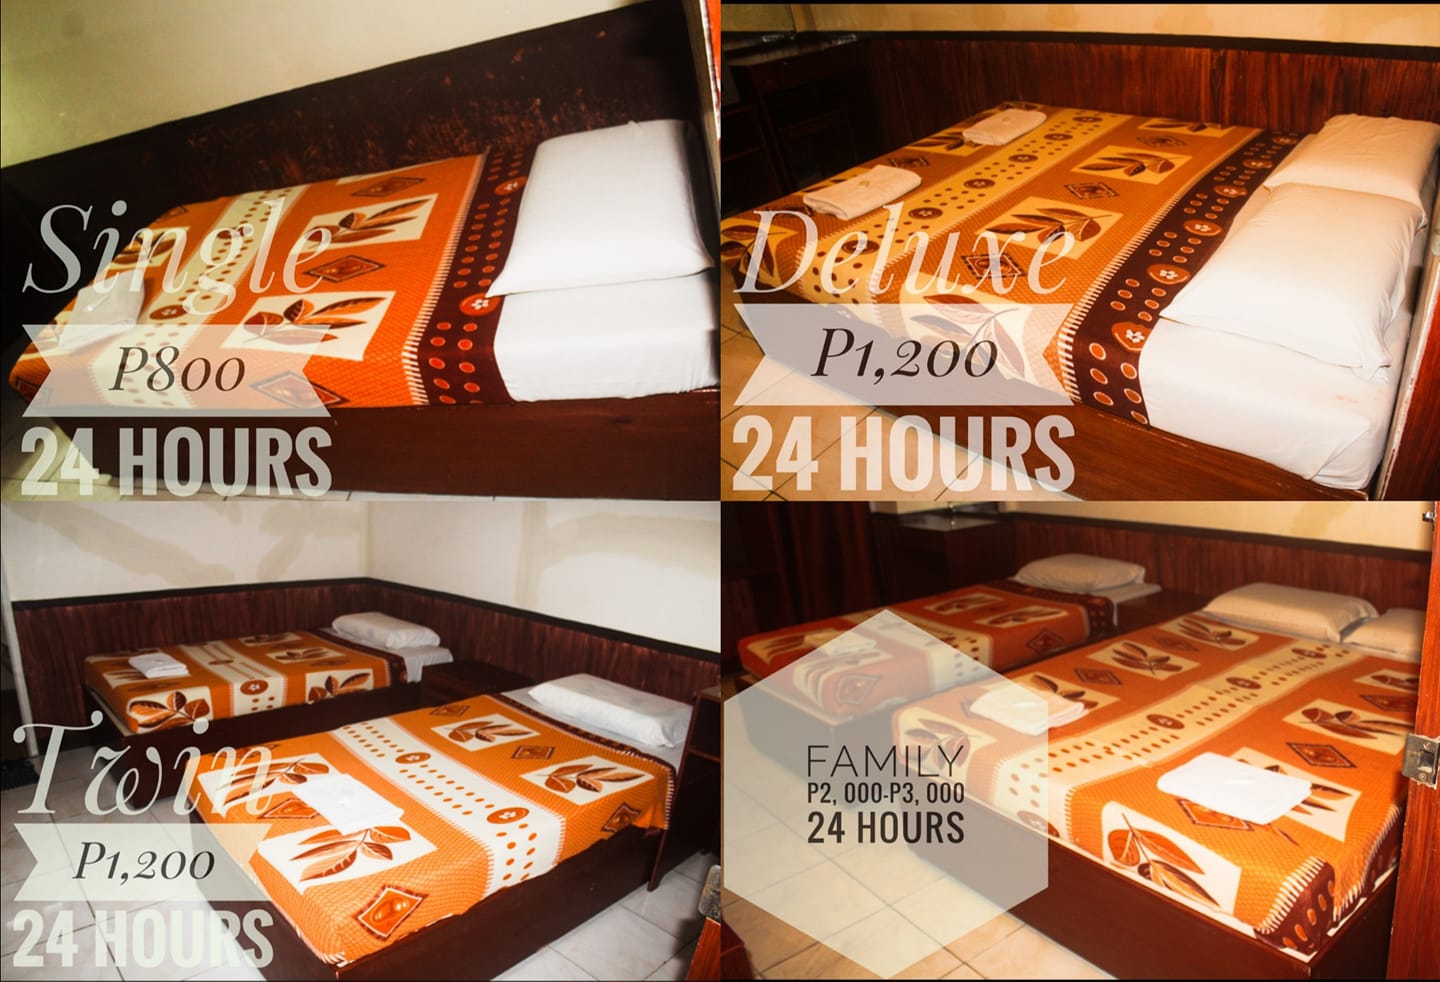 Single
P800
24 HOURS
Deluxe
P1,200
24 HOURS
Twin
P1,200
24 HOURS
FAMILY
P2, 000-P3, 000
24 HOURS